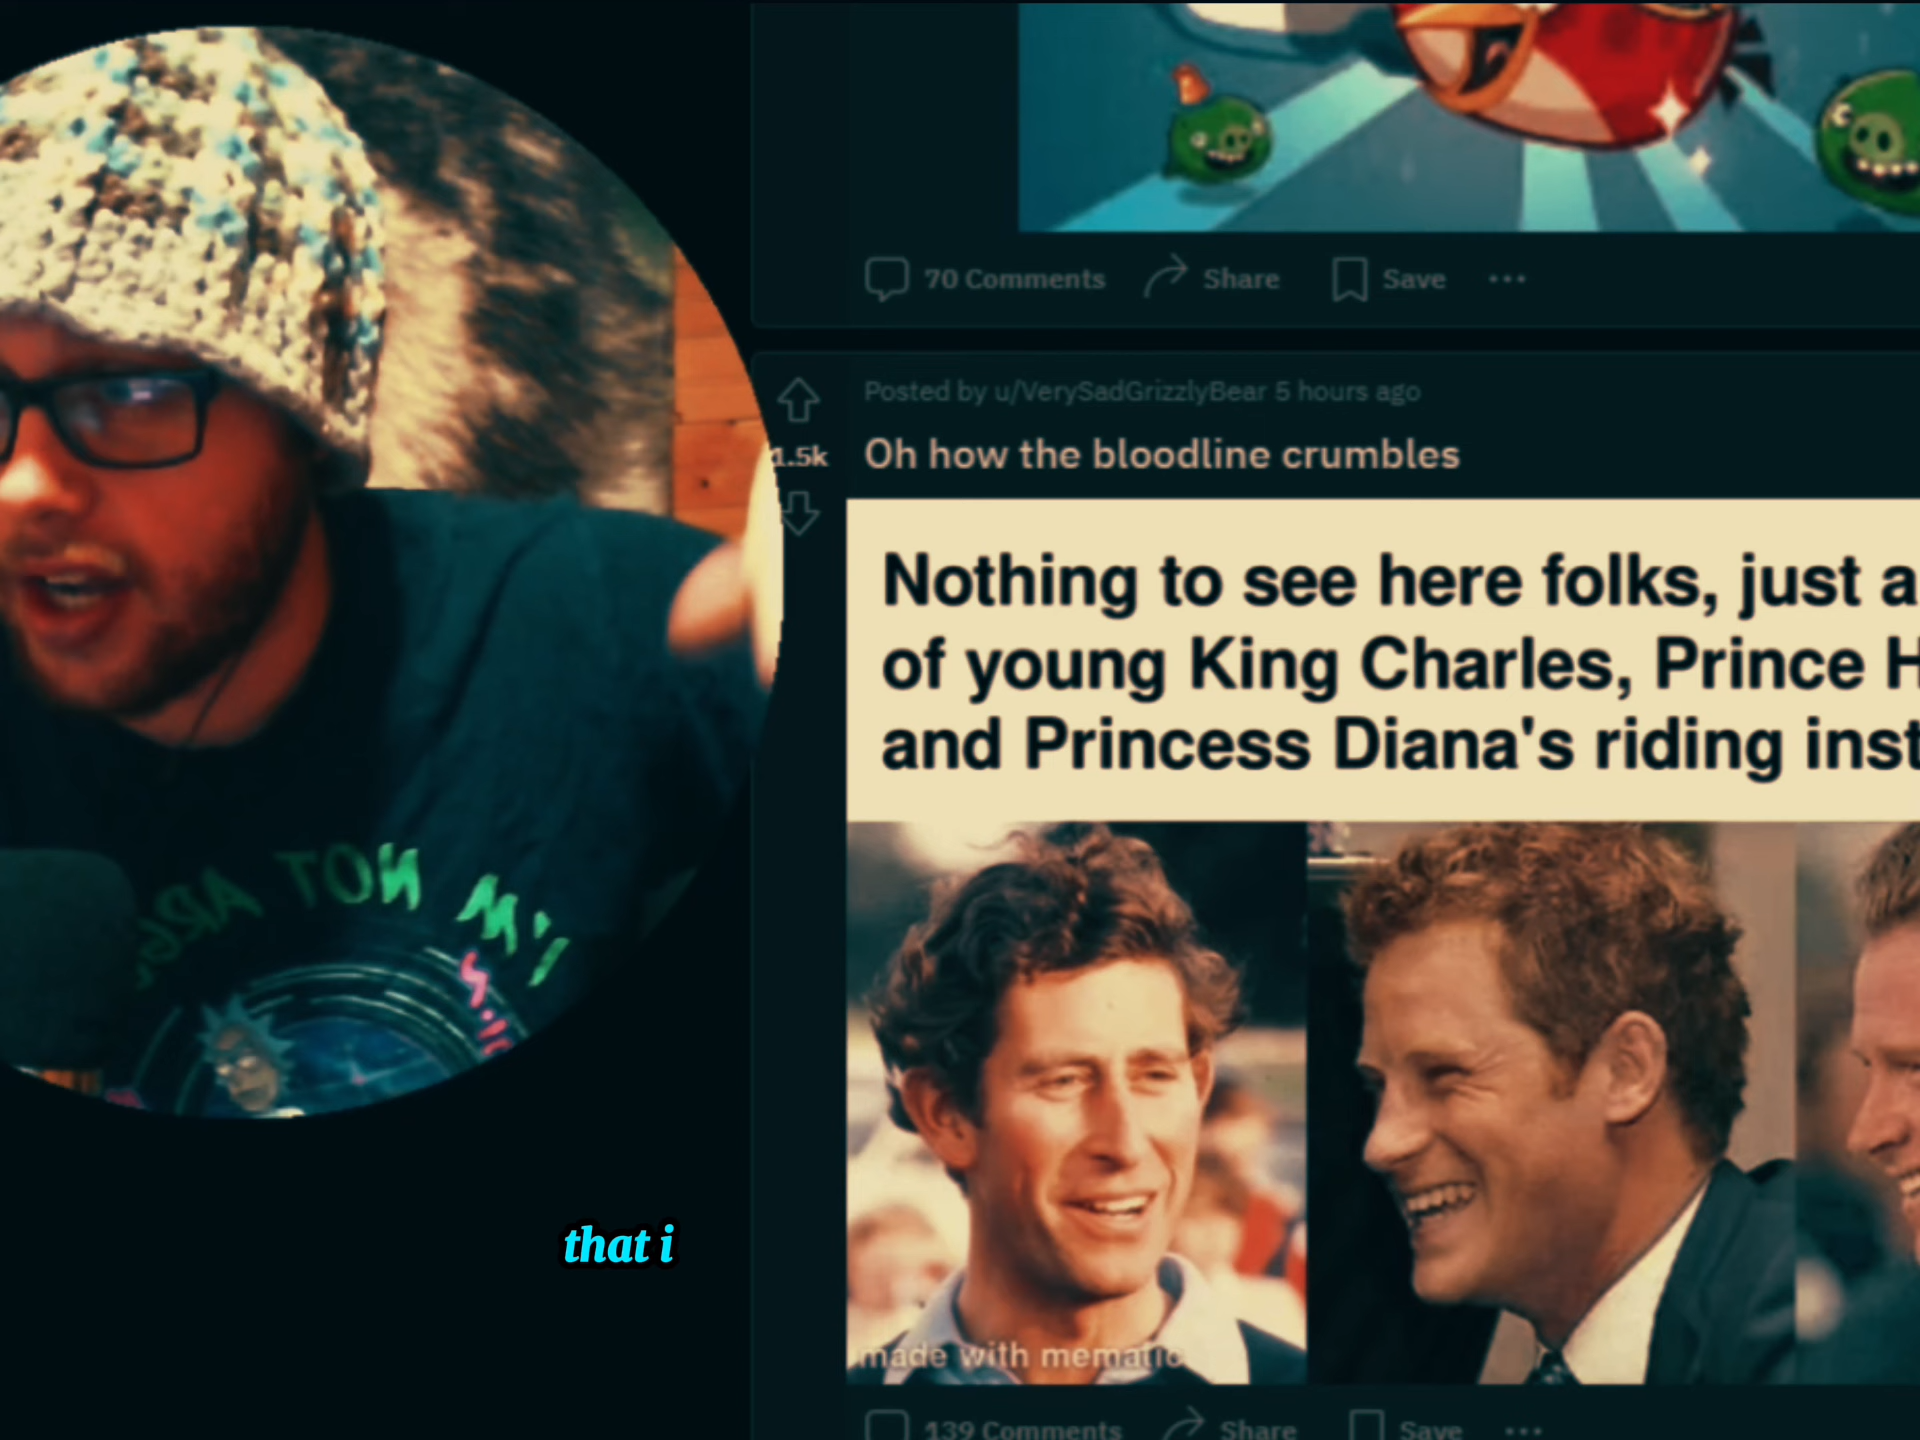 70 Comments Share Save
Posted by u/VerySadGrizzlyBear 5 hours ago
1.5k
Oh how the bloodline crumbles
Nothing to see here folks, just a
of young King Charles, Prince H
and Princess Diana's riding inst
I'M NOT ARG
that i
made with mematic
139 Comments Share Save